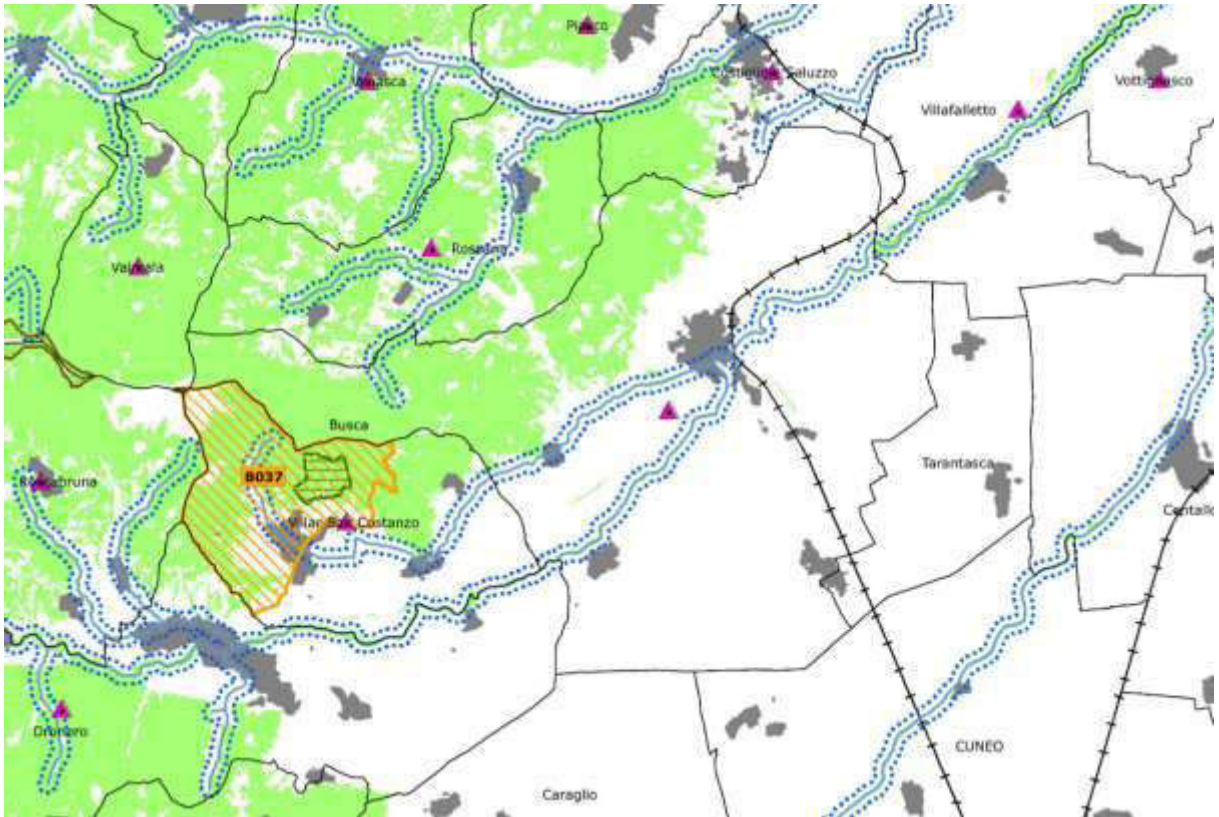 Piasco
Costigliole Saluzzo
Venasca
Vottignasco
Villafalletto
Rossana
Valmala
Busca
B037
Tarantasca
Roccabruna
Centallo
Villar San Costanzo
Dronero
CUNEO
Caraglio